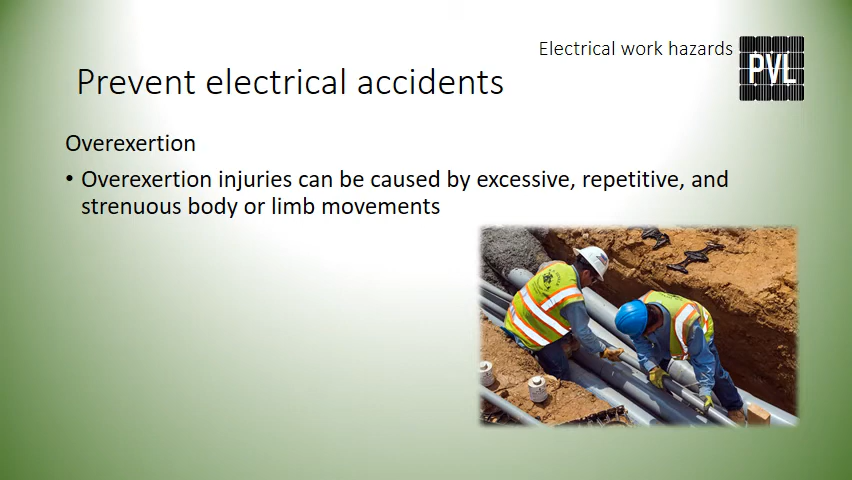 Electrical work hazards
PVL
Prevent electrical accidents
Overexertion
• Overexertion injuries can be caused by excessive, repetitive, and
strenuous body or limb movements